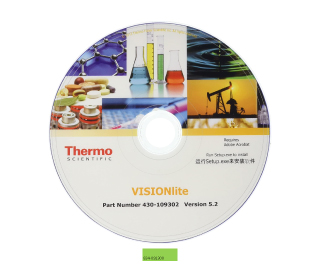 Requires
Adobe Acrobat
Run Setup.exe to install
运行Setup.exe来安装软件
Thermo
SCIENTIFIC
VISIONlite
Part Number 430-109302 Version 5.2